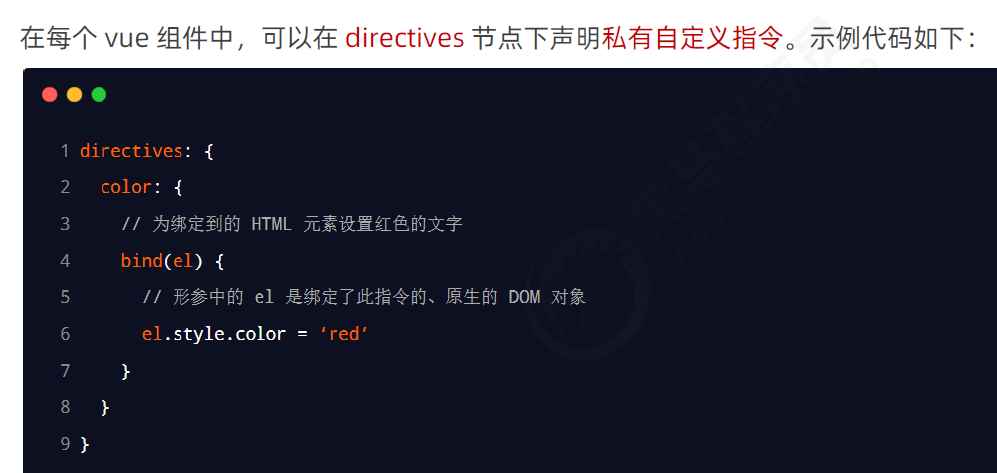 在每个 vue 组件中，可以在 directives 节点下声明私有自定义指令。示例代码如下：
1 directives: {
2 color: {
3 // 为绑定到的 HTML 元素设置红色的文字
4 bind(el) {
5 // 形参中的 el 是绑定了此指令的、原生的 DOM 对象
6 el.style.color = ‘red’
7 }
8 }
9 }
黑马程序员
www.itheima.com